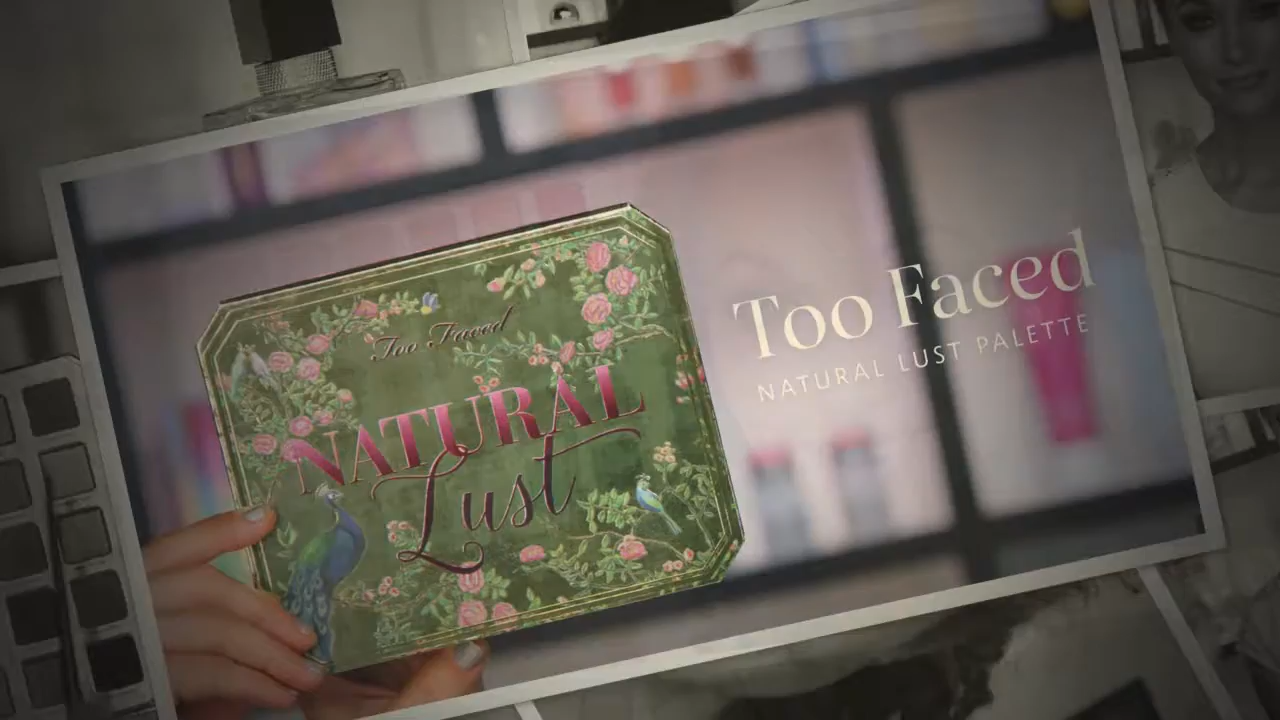 Too Faced
NATURAL
Lust
Too Faced
NATURAL LUST PALETTE